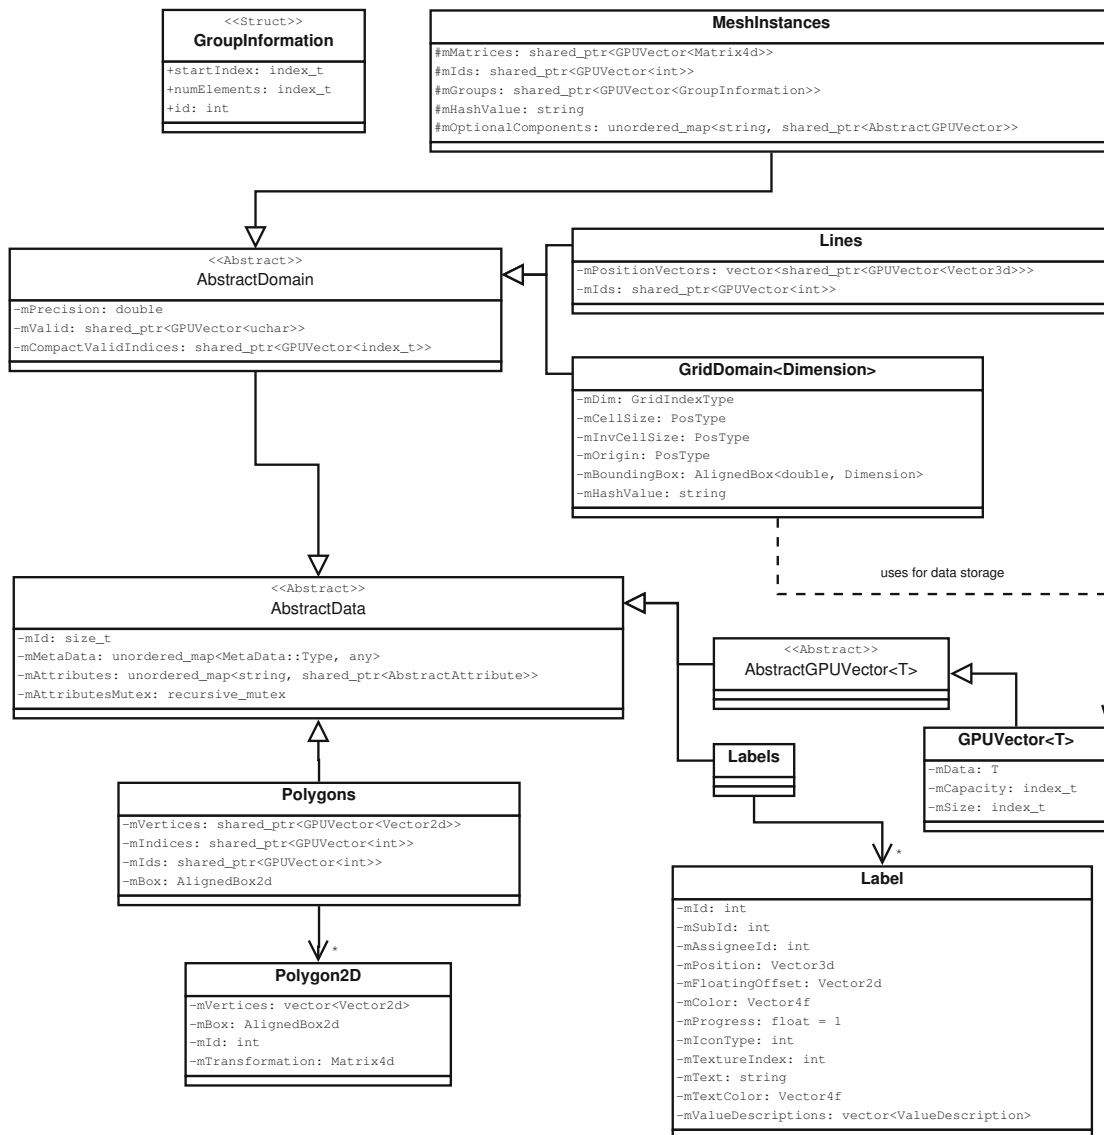 <<Struct>>
GroupInformation
+startIndex: index_t
+numElements: index_t
+id: int
MeshInstances
#mMatrices: shared_ptr<GPUVector<Matrix4d>>
#mIds: shared_ptr<GPUVector<int>>
#mGroups: shared_ptr<GPUVector<GroupInformation>>
#mHashValue: string
#mOptionalComponents: unordered_map<string, shared_ptr<AbstractGPUVector>>
<<Abstract>>
AbstractDomain
-mPrecision: double
-mValid: shared_ptr<GPUVector<uchar>>
-mCompactValidIndices: shared_ptr<GPUVector<index_t>>
Lines
-mPositionVectors: vector<shared_ptr<GPUVector<Vector3d>>>
-mIds: shared_ptr<GPUVector<int>>
GridDomain<Dimension>
-mDim: GridIndexType
-mCellSize: PosType
-mInvCellSize: PosType
-mOrigin: PosType
-mBoundingBox: AlignedBox<double, Dimension>
-mHashValue: string
uses for data storage
<<Abstract>>
AbstractData
-mId: size_t
-mMetaData: unordered_map<MetaData::Type, any>
-mAttributes: unordered_map<string, shared_ptr<AbstractAttribute>>
-mAttributesMutex: recursive_mutex
<<Abstract>>
AbstractGPUVector<T>
GPUVector<T>
-mData: T
-mCapacity: index_t
-mSize: index_t
Labels
*
Polygons
-mVertices: shared_ptr<GPUVector<Vector2d>>
-mIndices: shared_ptr<GPUVector<int>>
-mIds: shared_ptr<GPUVector<int>>
-mBox: AlignedBox2d
*
Polygon2D
-mVertices: vector<Vector2d>
-mBox: AlignedBox2d
-mId: int
-mTransformation: Matrix4d
Label
-mId: int
-mSubId: int
-mAssigneeId: int
-mPosition: Vector3d
-mFloatingOffset: Vector2d
-mColor: Vector4f
-mProgress: float = 1
-mIconType: int
-mTextureIndex: int
-mText: string
-mTextColor: Vector4f
-mValueDescriptions: vector<ValueDescription>